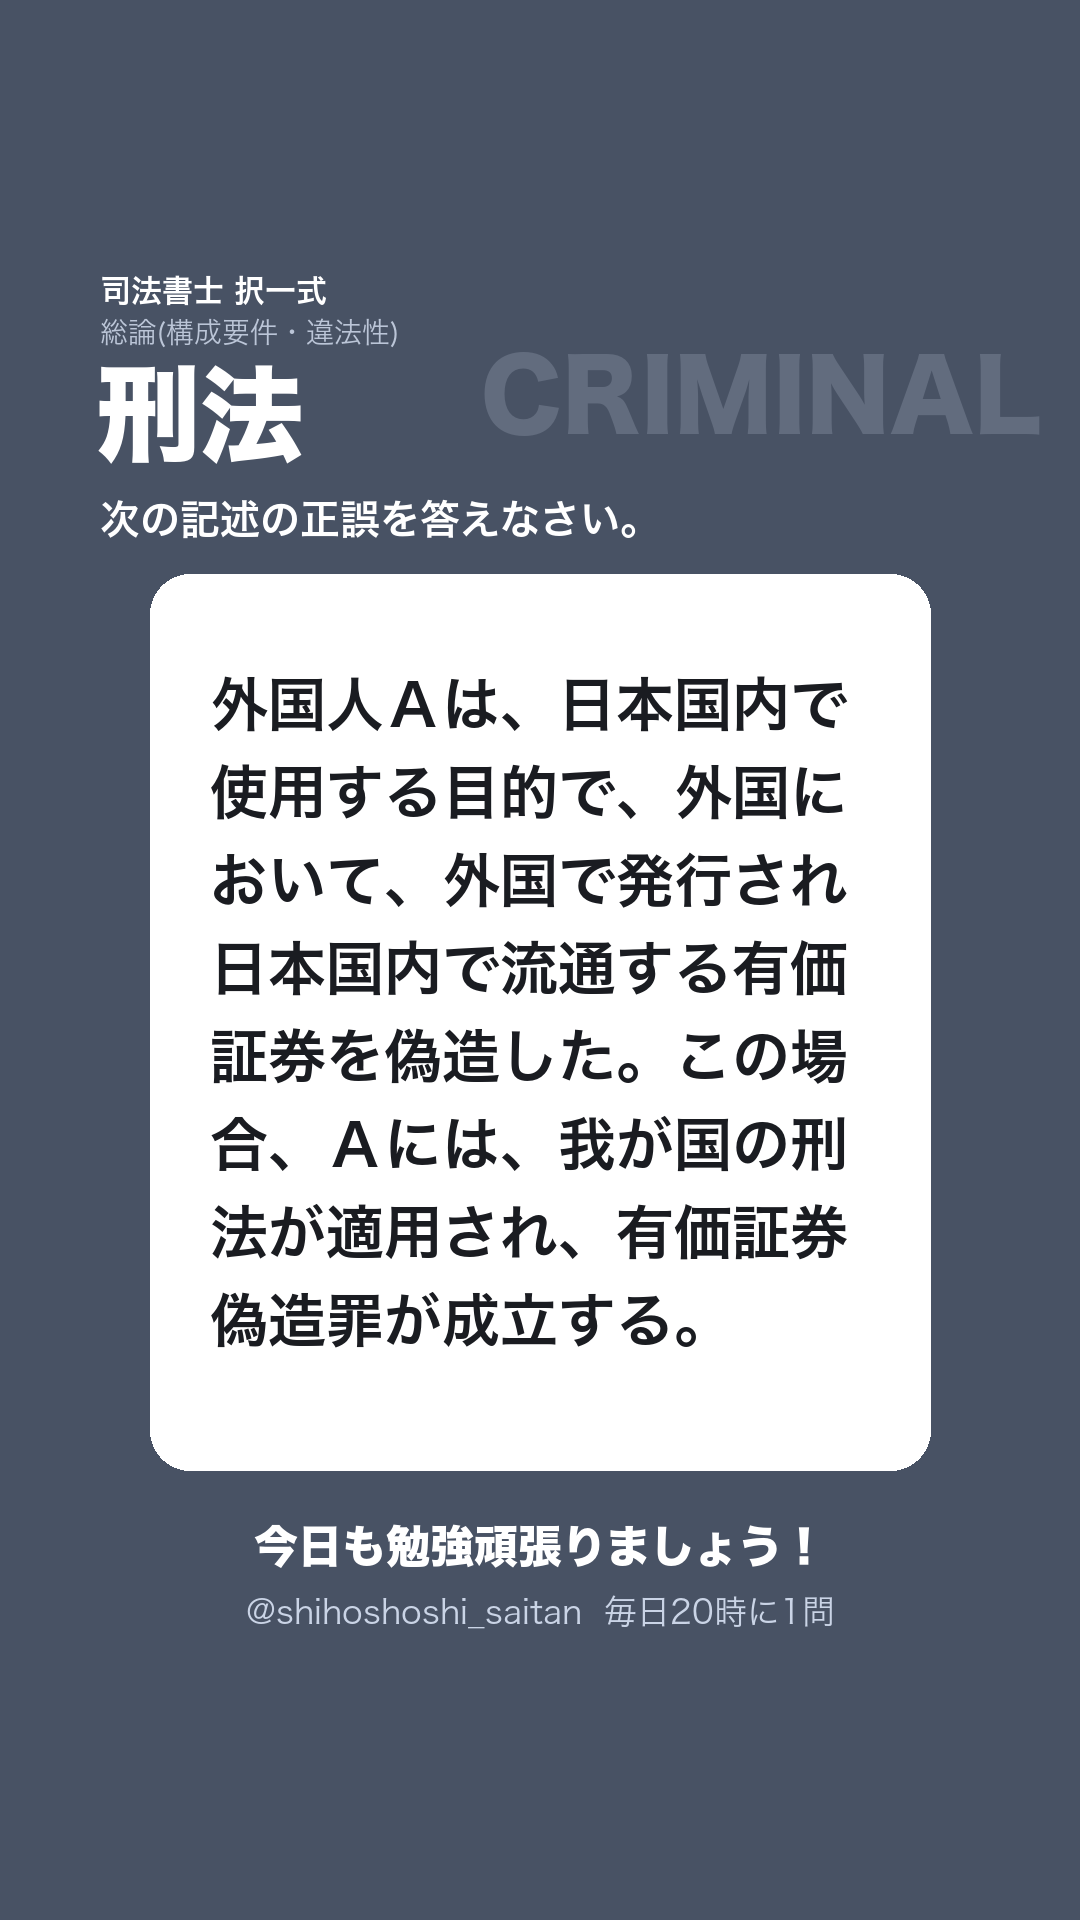 司法書士 択一式
総論(構成要件・違法性)
刑法
CRIMINAL
次の記述の正誤を答えなさい。
外国人Ａは、日本国内で
使用する目的で、外国に
おいて、外国で発行され
日本国内で流通する有価
証券を偽造した。この場
合、Ａには、我が国の刑
法が適用され、有価証券
偽造罪が成立する。
今日も勉強頑張りましょう！
@shihoshoshi_saitan 毎日20時に1問